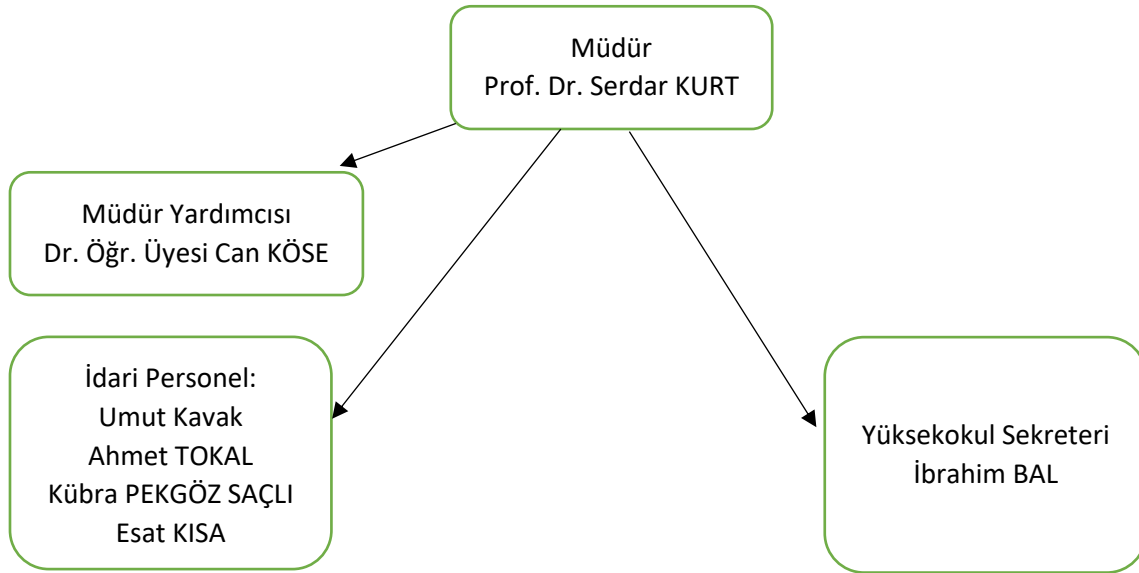 Müdür
Prof. Dr. Serdar KURT
Müdür Yardımcısı
Dr. Öğr. Üyesi Can KÖSE
İdari Personel:
Umut Kavak
Ahmet TOKAL
Kübra PEKGÖZ SAÇLI
Esat KISA
Yüksekokul Sekreteri
İbrahim BAL